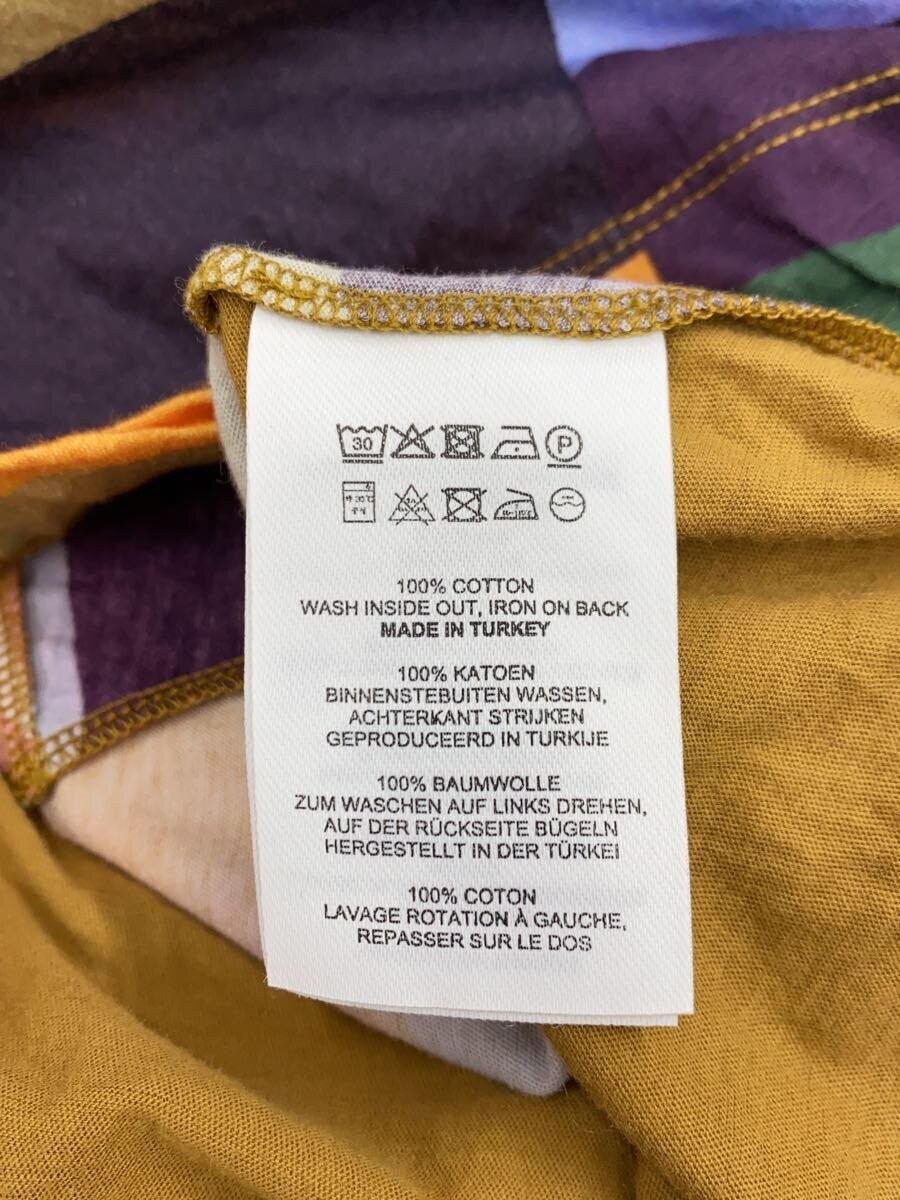 30 P
100% COTTON
WASH INSIDE OUT, IRON ON BACK
MADE IN TURKEY
100% KATOEN
BINNENSTEBUITEN WASSEN,
ACHTERKANT STRIJKEN
GEPRODUCEERD IN TURKIJE
100% BAUMWOLLE
ZUM WASCHEN AUF LINKS DREHEN,
AUF DER RÜCKSEITE BÜGELN
HERGESTELLT IN DER TÜRKEI
100% COTON
LAVAGE ROTATION À GAUCHE,
REPASSER SUR LE DOS